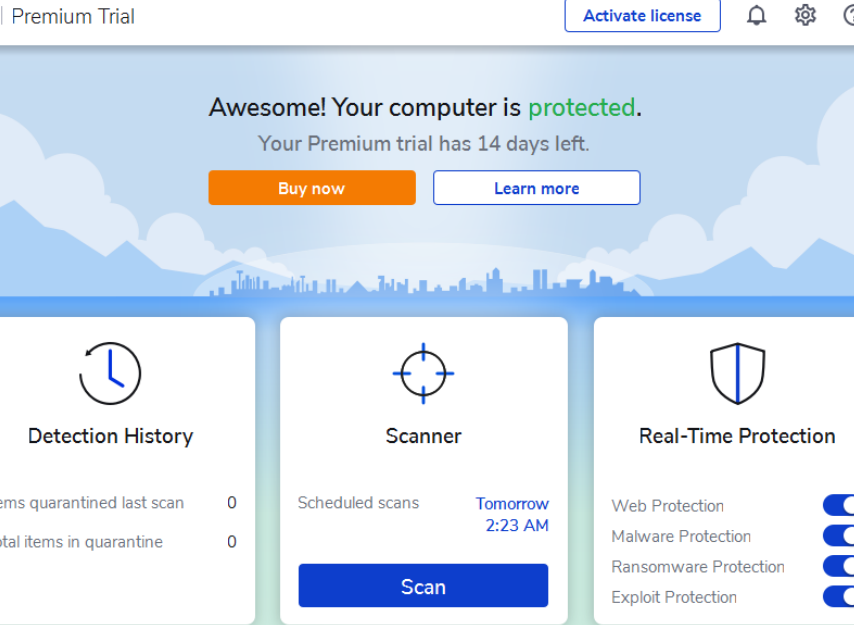 Premium Trial
Activate license
Awesome! Your computer is protected.
Your Premium trial has 14 days left.
Buy now
Learn more
Detection History
ems quarantined last scan 0
otal items in quarantine 0
Scanner
Scheduled scans Tomorrow
2:23 AM
Scan
Real-Time Protection
Web Protection
Malware Protection
Ransomware Protection
Exploit Protection